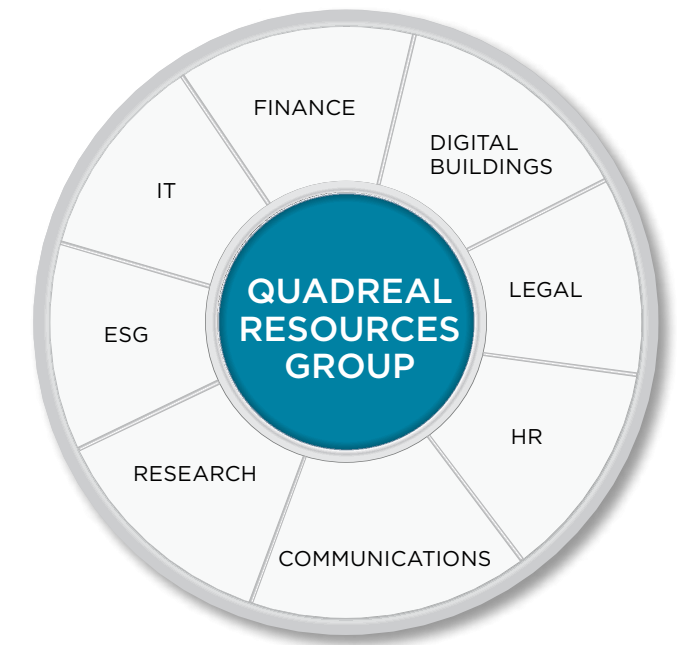 FINANCE
DIGITAL
BUILDINGS
LEGAL
HR
COMMUNICATIONS
RESEARCH
ESG
IT
QUADREAL
RESOURCES
GROUP